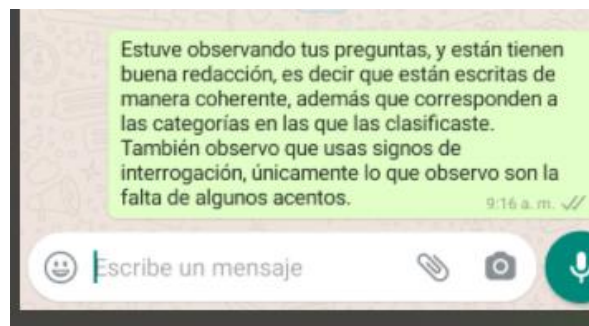 Estuve observando tus preguntas, y están tienen
buena redacción, es decir que están escritas de
manera coherente, además que corresponden a
las categorías en las que las clasificaste.
También observo que usas signos de
interrogación, únicamente lo que observo son la
falta de algunos acentos.
9:16 a. m.
Escribe un mensaje